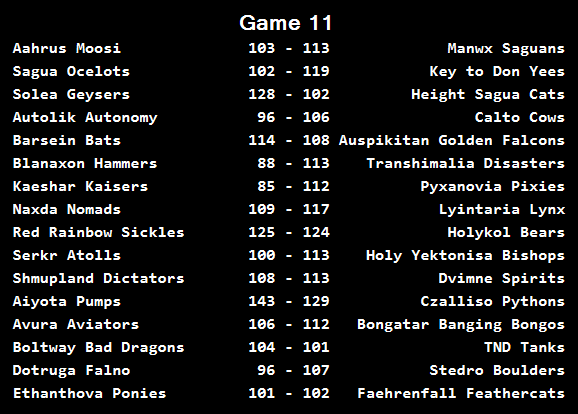 Game 11
Aahrus Moosi 103 - 113 Manwx Saguans
Sagua Ocelots 102 - 119 Key to Don Yees
Solea Geysers 128 - 102 Height Sagua Cats
Autolik Autonomy 96 - 106 Calto Cows
Barsein Bats 114 - 108 Auspikitan Golden Falcons
Blanaxon Hammers 88 - 113 Transhimalia Disasters
Kaeshar Kaisers 85 - 112 Pyxanovia Pixies
Naxda Nomads 109 - 117 Lyintaria Lynx
Red Rainbow Sickles 125 - 124 Holykol Bears
Serkr Atolls 100 - 113 Holy Yektonisa Bishops
Shmupland Dictators 108 - 113 Dvimne Spirits
Aiyota Pumps 143 - 129 Czalliso Pythons
Avura Aviators 106 - 112 Bongatar Banging Bongos
Boltway Bad Dragons 104 - 101 TND Tanks
Dotruga Falno 96 - 107 Stedro Boulders
Ethanthova Ponies 101 - 102 Faehrenfall Feathercats